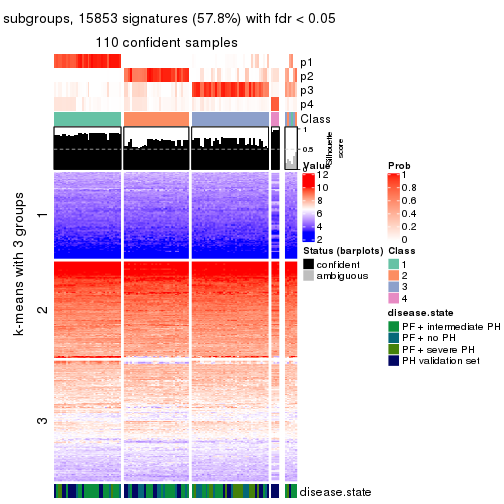 subgroups, 15853 signatures (57.8%) with fdr < 0.05
110 confident samples
p1
p2
p3
p4
Class
1
0.5
0
Silhouette
score
k-means with 3 groups
1
2
3
Value
12
10
8
6
4
2
Prob
1
0.8
0.6
0.4
0.2
0
Status (barplots)
confident
ambiguous
Class
1
2
3
4
disease.state
PF + intermediate PH
PF + no PH
PF + severe PH
PH validation set
disease.state